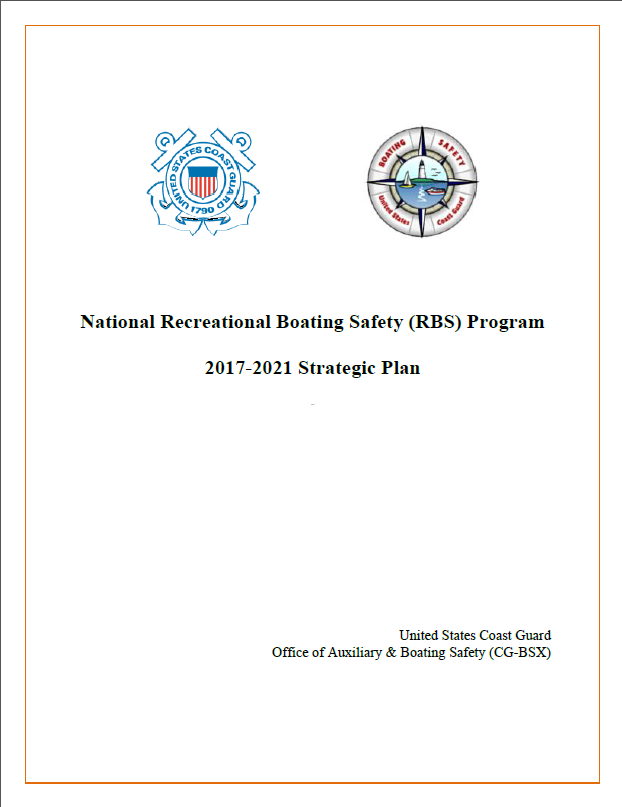 UNITED STATES COAST GUARD
1790
BOATING SAFETY
United States Coast Guard
National Recreational Boating Safety (RBS) Program
2017-2021 Strategic Plan
United States Coast Guard
Office of Auxiliary & Boating Safety (CG-BSX)